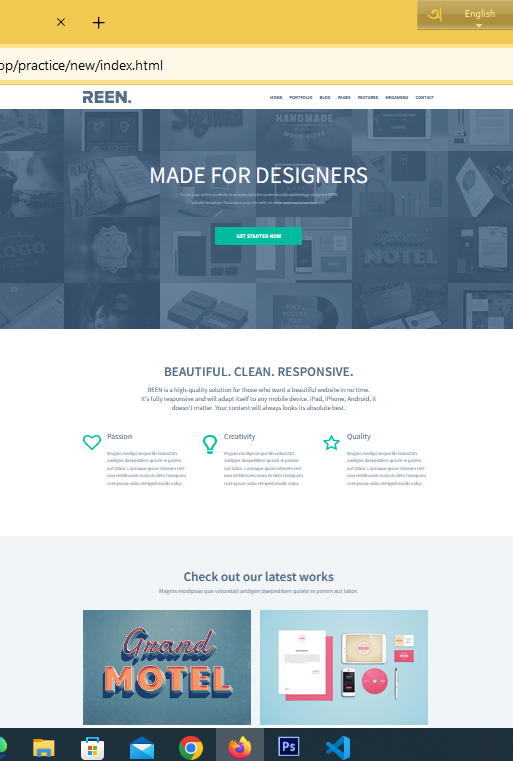 English
op/practice/new/index.html
REEN.
HOME PORTFOLIO BLOG PAGES FEATURES MEGAMENU CONTACT
HANDMADE
MADE FOR DESIGNERS
GET STARTED NOW
LOGO
MOTEL
BEAUTIFUL. CLEAN. RESPONSIVE.
REEN is a high-quality solution for those who want a beautiful website in no time.
It's fully responsive and will adapt itself to any mobile device. iPad, iPhone, Android, it
doesn't matter. Your content will always looks its absolute best.
Passion
Magnis modipsae que lib voloratati
andigen daepeditem quiate re porem
aut labor. Laceaque quiae sitiorem rest
non restibusaes maio es dem tumquam
core posae volor remped modis volor.
Creativity
Magnis modipsae que lib voloratati
andigen daepeditem quiate re porem
aut labor. Laceaque quiae sitiorem rest
non restibusaes maio es dem tumquam
core posae volor remped modis volor.
Quality
Magnis modipsae que lib voloratati
andigen daepeditem quiate re porem
aut labor. Laceaque quiae sitiorem rest
non restibusaes maio es dem tumquam
core posae volor remped modis volor.
Check out our latest works
Magnis modipsae que voloratati andigen daepeditem quiate re porem aut labor.
Grand
MOTEL
Ps